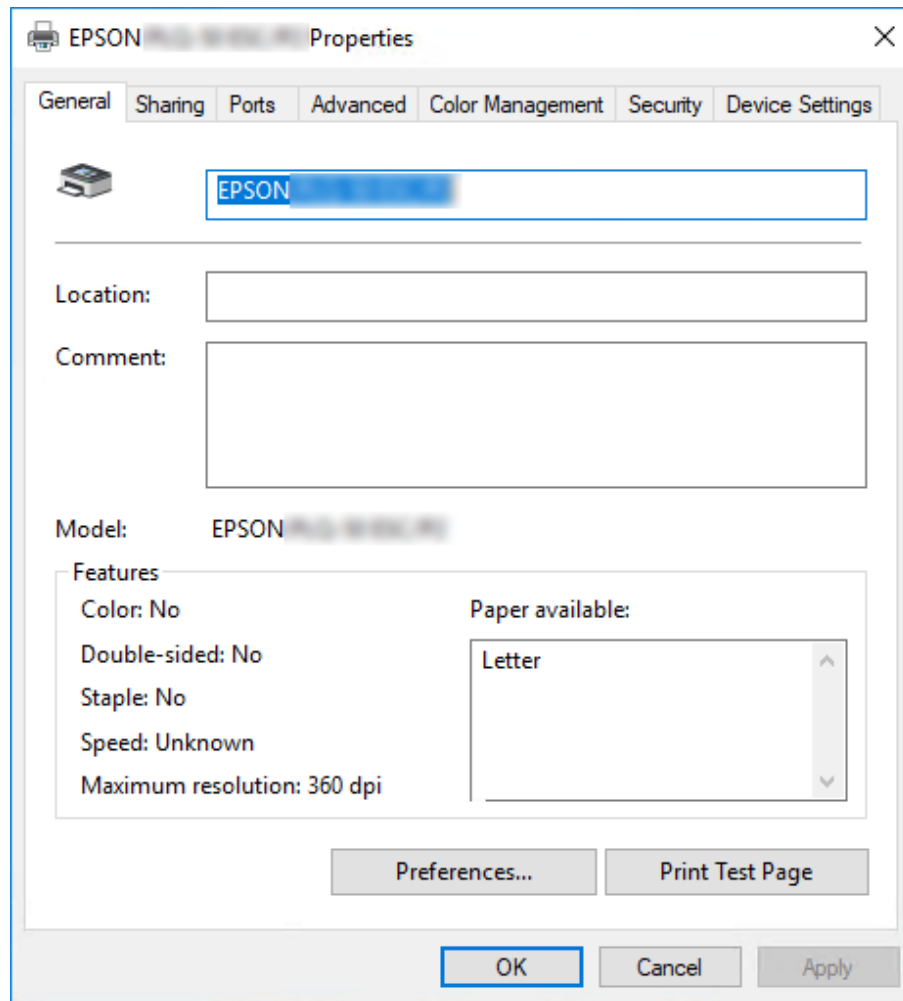 EPSON Properties
General Sharing Ports Advanced Color Management Security Device Settings
EPSON
Location:
Comment:
Model: EPSON
Features
Color: No
Double-sided: No
Staple: No
Speed: Unknown
Maximum resolution: 360 dpi
Paper available:
Letter
Preferences... Print Test Page
OK Cancel Apply